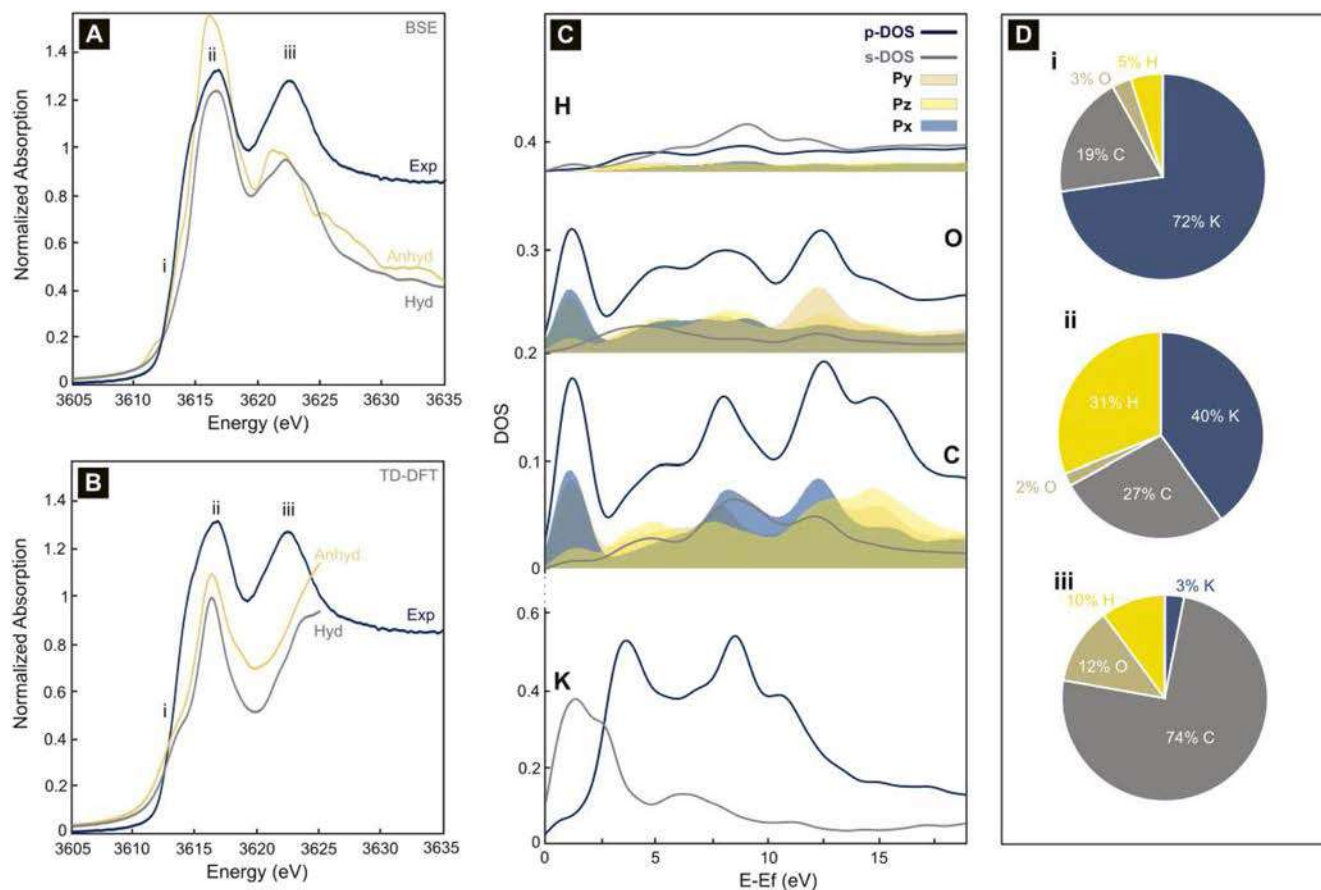 A
BSE
1.4
1.2
1
0.8
0.6
0.4
0.2
0
i
ii
iii
Exp
Anhyd
Hyd
Normalized Absorption
3605 3610 3615 3620 3625 3630 3635
Energy (eV)
B
TD-DFT
1.4
1.2
1
0.8
0.6
0.4
0.2
0
i
ii
iii
Anhyd
Exp
Hyd
Normalized Absorption
3605 3610 3615 3620 3625 3630 3635
Energy (eV)
C
p-DOS
s-DOS
Py
Pz
Px
H
0.4
O
0.3
0.2
C
0.1
0
DOS
0.6
K
0.4
0.2
0
0 5 10 15
E-Ef (eV)
D
i
5% H
3% O
19% C
72% K
ii
31% H
40% K
2% O
27% C
iii
10% H
3% K
12% O
74% C